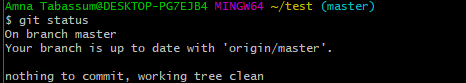 Amna Tabassum@DESKTOP-PG7EJB4 MINGW64 ~/test (master)
$ git status
On branch master
Your branch is up to date with 'origin/master'.
nothing to commit, working tree clean